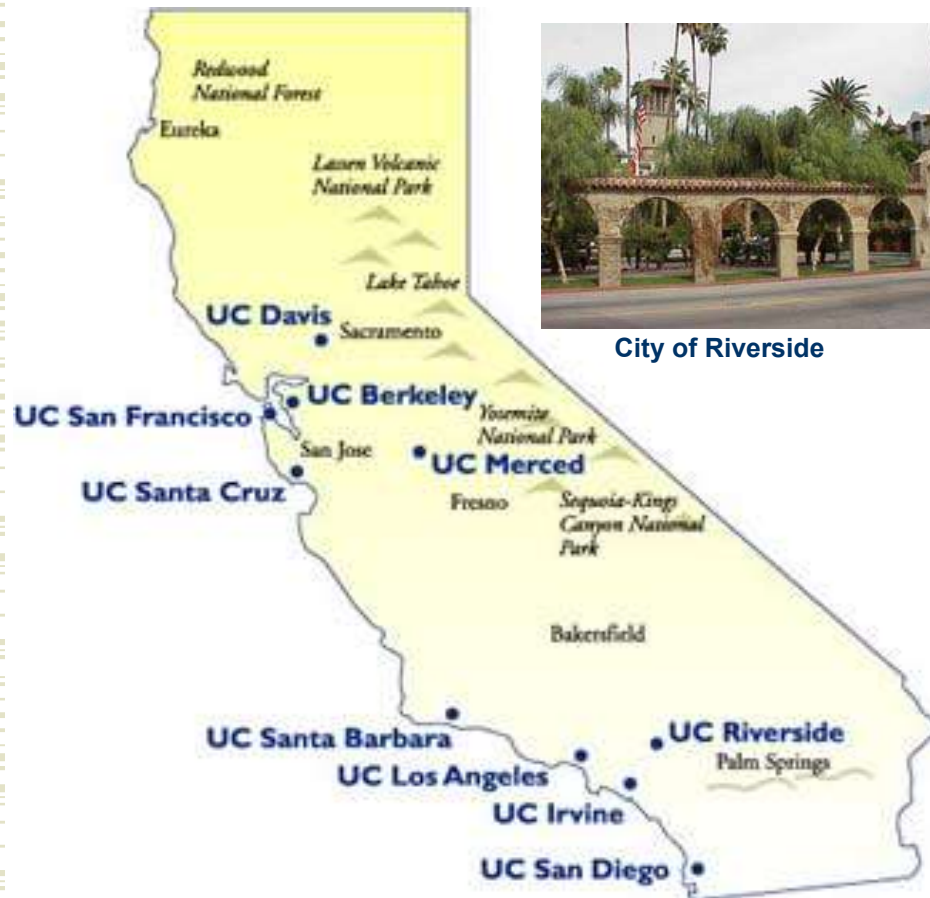 Redwood
National Forest
Eureka
Lassen Volcanic
National Park
Lake Tahoe
UC Davis
Sacramento
City of Riverside
UC Berkeley
UC San Francisco
Yosemite
National Park
San Jose
UC Merced
UC Santa Cruz
Fresno
Sequoia-Kings
Canyon National
Park
Bakersfield
UC Santa Barbara
UC Riverside
Palm Springs
UC Los Angeles
UC Irvine
UC San Diego